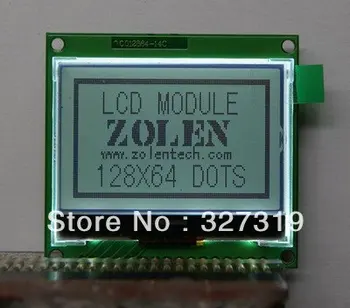 LCD MODULE
ZOLEN
www.zolentech.com
128X64 DOTS
Store No : 327319